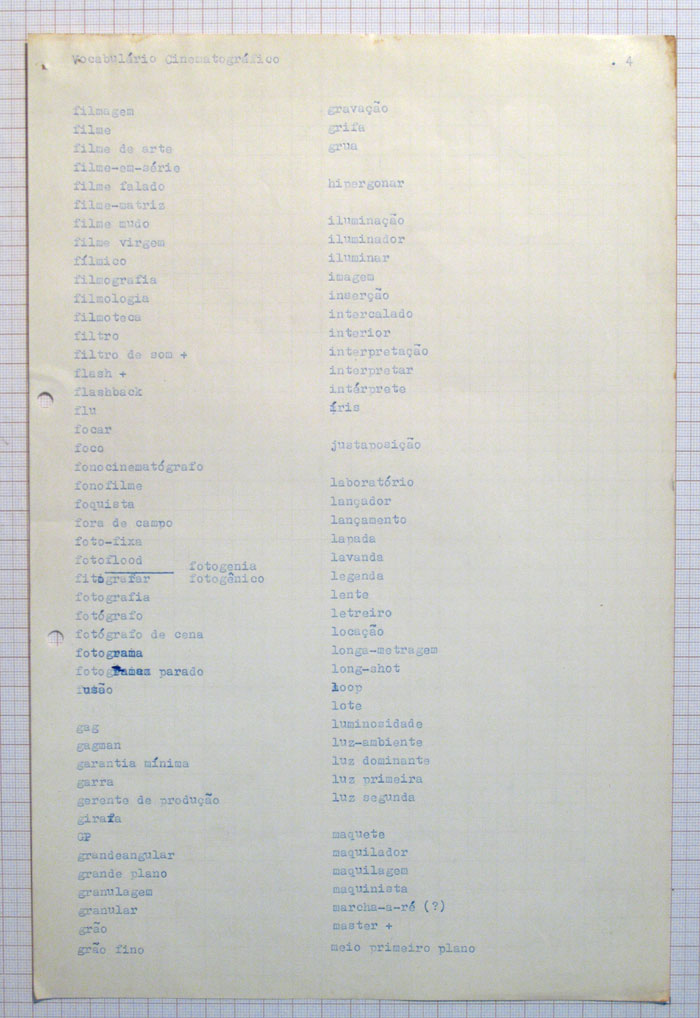 Vocabulário Cinematográfico
. 4
filmagem
filme
filme de arte
filme-em-série
filme falado
filme-matriz
filme mudo
filme virgem
fílmico
filmografia
filmologia
filmoteca
filtro
filtro de som +
flash +
flashback
flu
focar
foco
fonocinematógrafo
fonofilme
foquista
fora de campo
foto-fixa
fotoflood
fotogenia
fitografar
fotogênico
fotografia
fotógrafo
fotógrafo de cena
fotograma
parado
fusão
gag
gagman
garantia mínima
garra
gerente de produção
girafa
GP
grandeangular
grande plano
granulagem
granular
grão
grão fino
gravação
grifa
grua
hipergonar
iluminação
iluminador
iluminar
imagem
inserção
intercalado
interior
interpretação
interpretar
intérprete
íris
justaposição
laboratório
lançador
lançamento
lapada
lavanda
legenda
lente
letreiro
locação
longa-metragem
long-shot
loop
lote
luminosidade
luz-ambiente
luz dominante
luz primeira
luz segunda
maquete
maquilador
maquilagem
maquinista
marcha-a-ré (?)
master +
meio primeiro plano